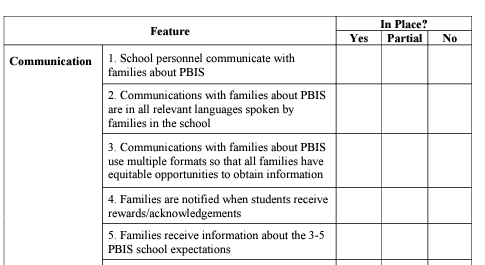 Feature
In Place?
Yes Partial No
Communication
1. School personnel communicate with
families about PBIS
2. Communications with families about PBIS
are in all relevant languages spoken by
families in the school
3. Communications with families about PBIS
use multiple formats so that all families have
equitable opportunities to obtain information
4. Families are notified when students receive
rewards/acknowledgements
5. Families receive information about the 3-5
PBIS school expectations